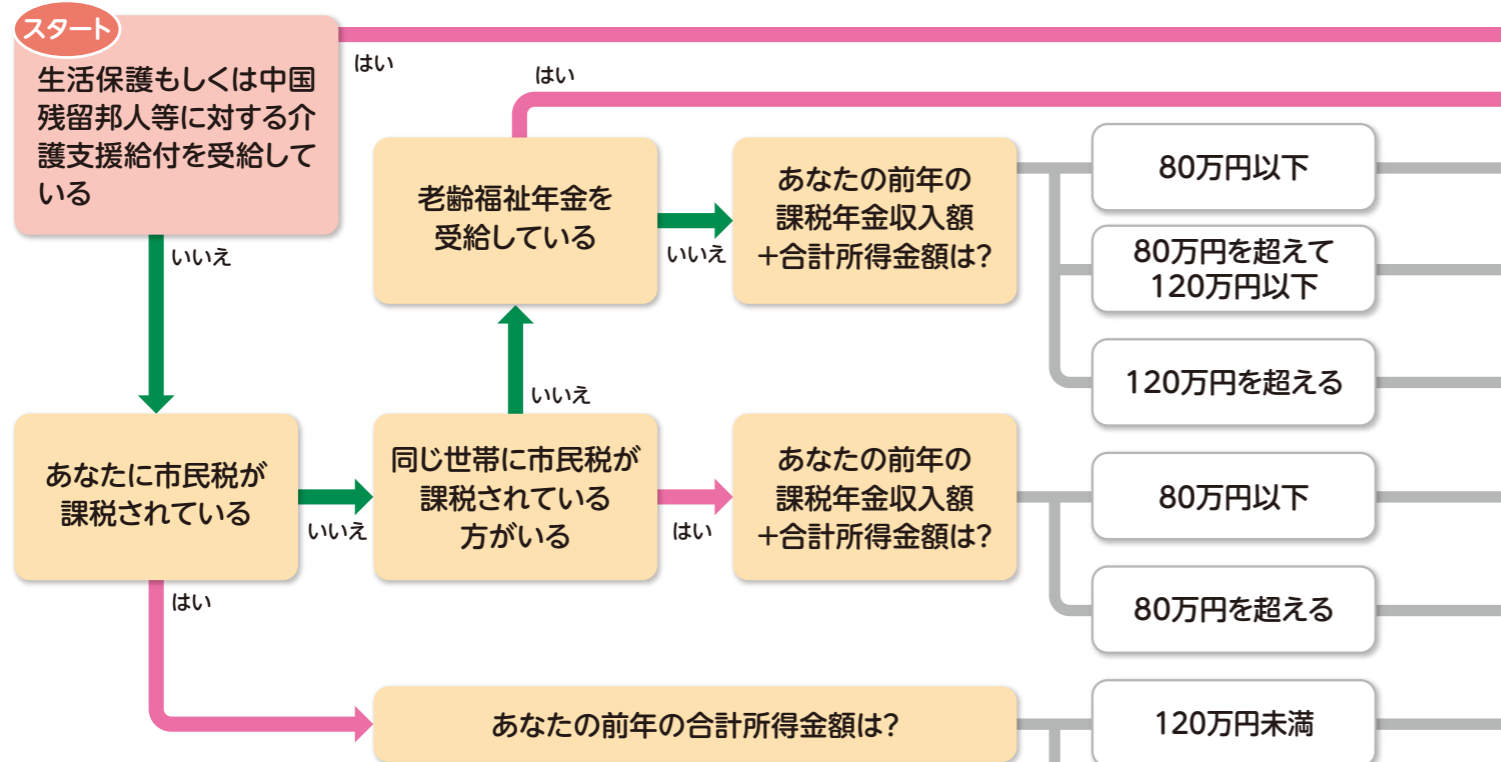 スタート
生活保護もしくは中国
残留邦人等に対する介
護支援給付を受給して
いる
はい
はい
いいえ
老齢福祉年金を
受給している
いいえ
あなたの前年の
課税年金収入額
＋合計所得金額は？
80万円以下
80万円を超えて
120万円以下
120万円を超える
いいえ
あなたに市民税が
課税されている
いいえ
同じ世帯に市民税が
課税されている
方がいる
はい
あなたの前年の
課税年金収入額
＋合計所得金額は？
80万円以下
80万円を超える
はい
あなたの前年の合計所得金額は？
120万円未満